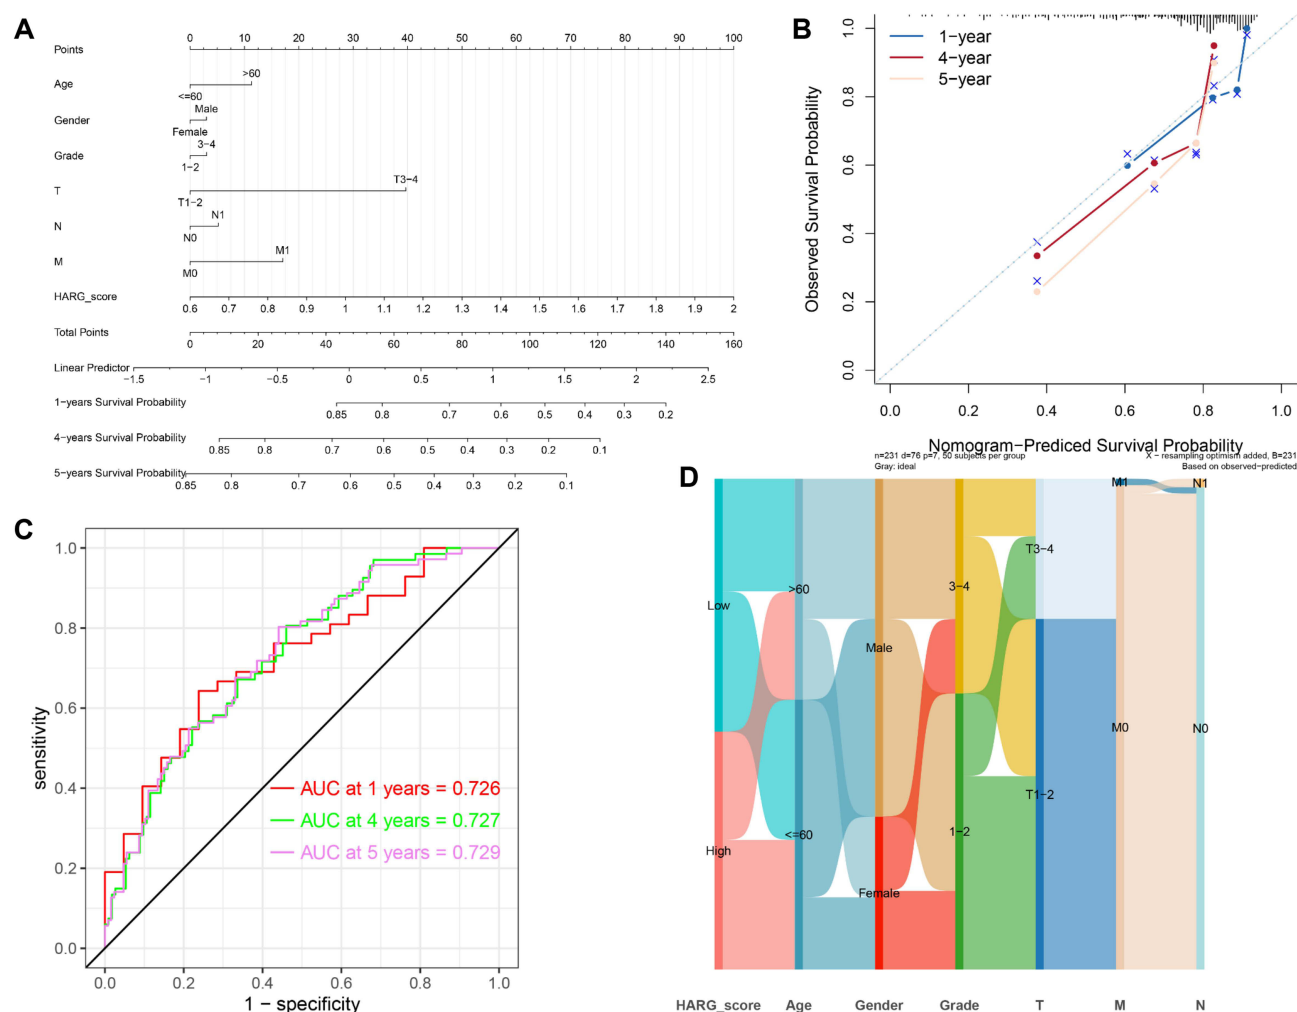 A
Points
0 10 20 30 40 50 60 70 80 90 100
Age
>60
<=60
Gender
Male
Female
Grade
3−4
1−2
T
T3−4
T1−2
N
N1
N0
M
M1
M0
HARG_score
0.6 0.7 0.8 0.9 1 1.1 1.2 1.3 1.4 1.5 1.6 1.7 1.8 1.9 2
Total Points
0 20 40 60 80 100 120 140 160
Linear Predictor
−1.5 −1 −0.5 0 0.5 1 1.5 2 2.5
1−years Survival Probability
0.85 0.8 0.7 0.6 0.5 0.4 0.3 0.2
4−years Survival Probability
0.85 0.8 0.7 0.6 0.5 0.4 0.3 0.2 0.1
5−years Survival Probability
0.85 0.8 0.7 0.6 0.5 0.4 0.3 0.2 0.1
B
1−year
4−year
5−year
Observed Survival Probability
1.0
0.8
0.6
0.4
0.2
0.0
0.0 0.2 0.4 0.6 0.8 1.0
Nomogram−Prediced Survival Probability
n=231 d=76 p=7, 50 subjects per group
Gray: ideal
X − resampling optimism added, B=231
Based on observed−predicted
C
sensitivity
1.0
0.8
0.6
0.4
0.2
0.0
AUC at 1 years = 0.726
AUC at 4 years = 0.727
AUC at 5 years = 0.729
0.0 0.2 0.4 0.6 0.8 1.0
1 − specificity
D
Low
High
>60
<=60
Male
Female
3−4
1−2
T3−4
T1−2
M1
M0
N1
N0
HARG_score Age Gender Grade T M N